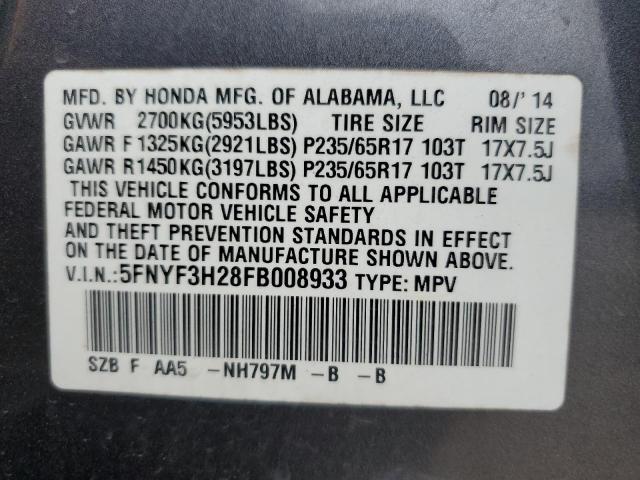 MFD. BY HONDA MFG. OF ALABAMA, LLC 08/'14
GVWR 2700KG(5953LBS) TIRE SIZE RIM SIZE
GAWR F 1325KG(2921LBS) P235/65R17 103T 17X7.5J
GAWR R1450KG(3197LBS) P235/65R17 103T 17X7.5J
THIS VEHICLE CONFORMS TO ALL APPLICABLE
FEDERAL MOTOR VEHICLE SAFETY
AND THEFT PREVENTION STANDARDS IN EFFECT
ON THE DATE OF MANUFACTURE SHOWN ABOVE.
V.I.N.:5FNYF3H28FB008933 TYPE: MPV
SZB F AA5 -NH797M -B -B